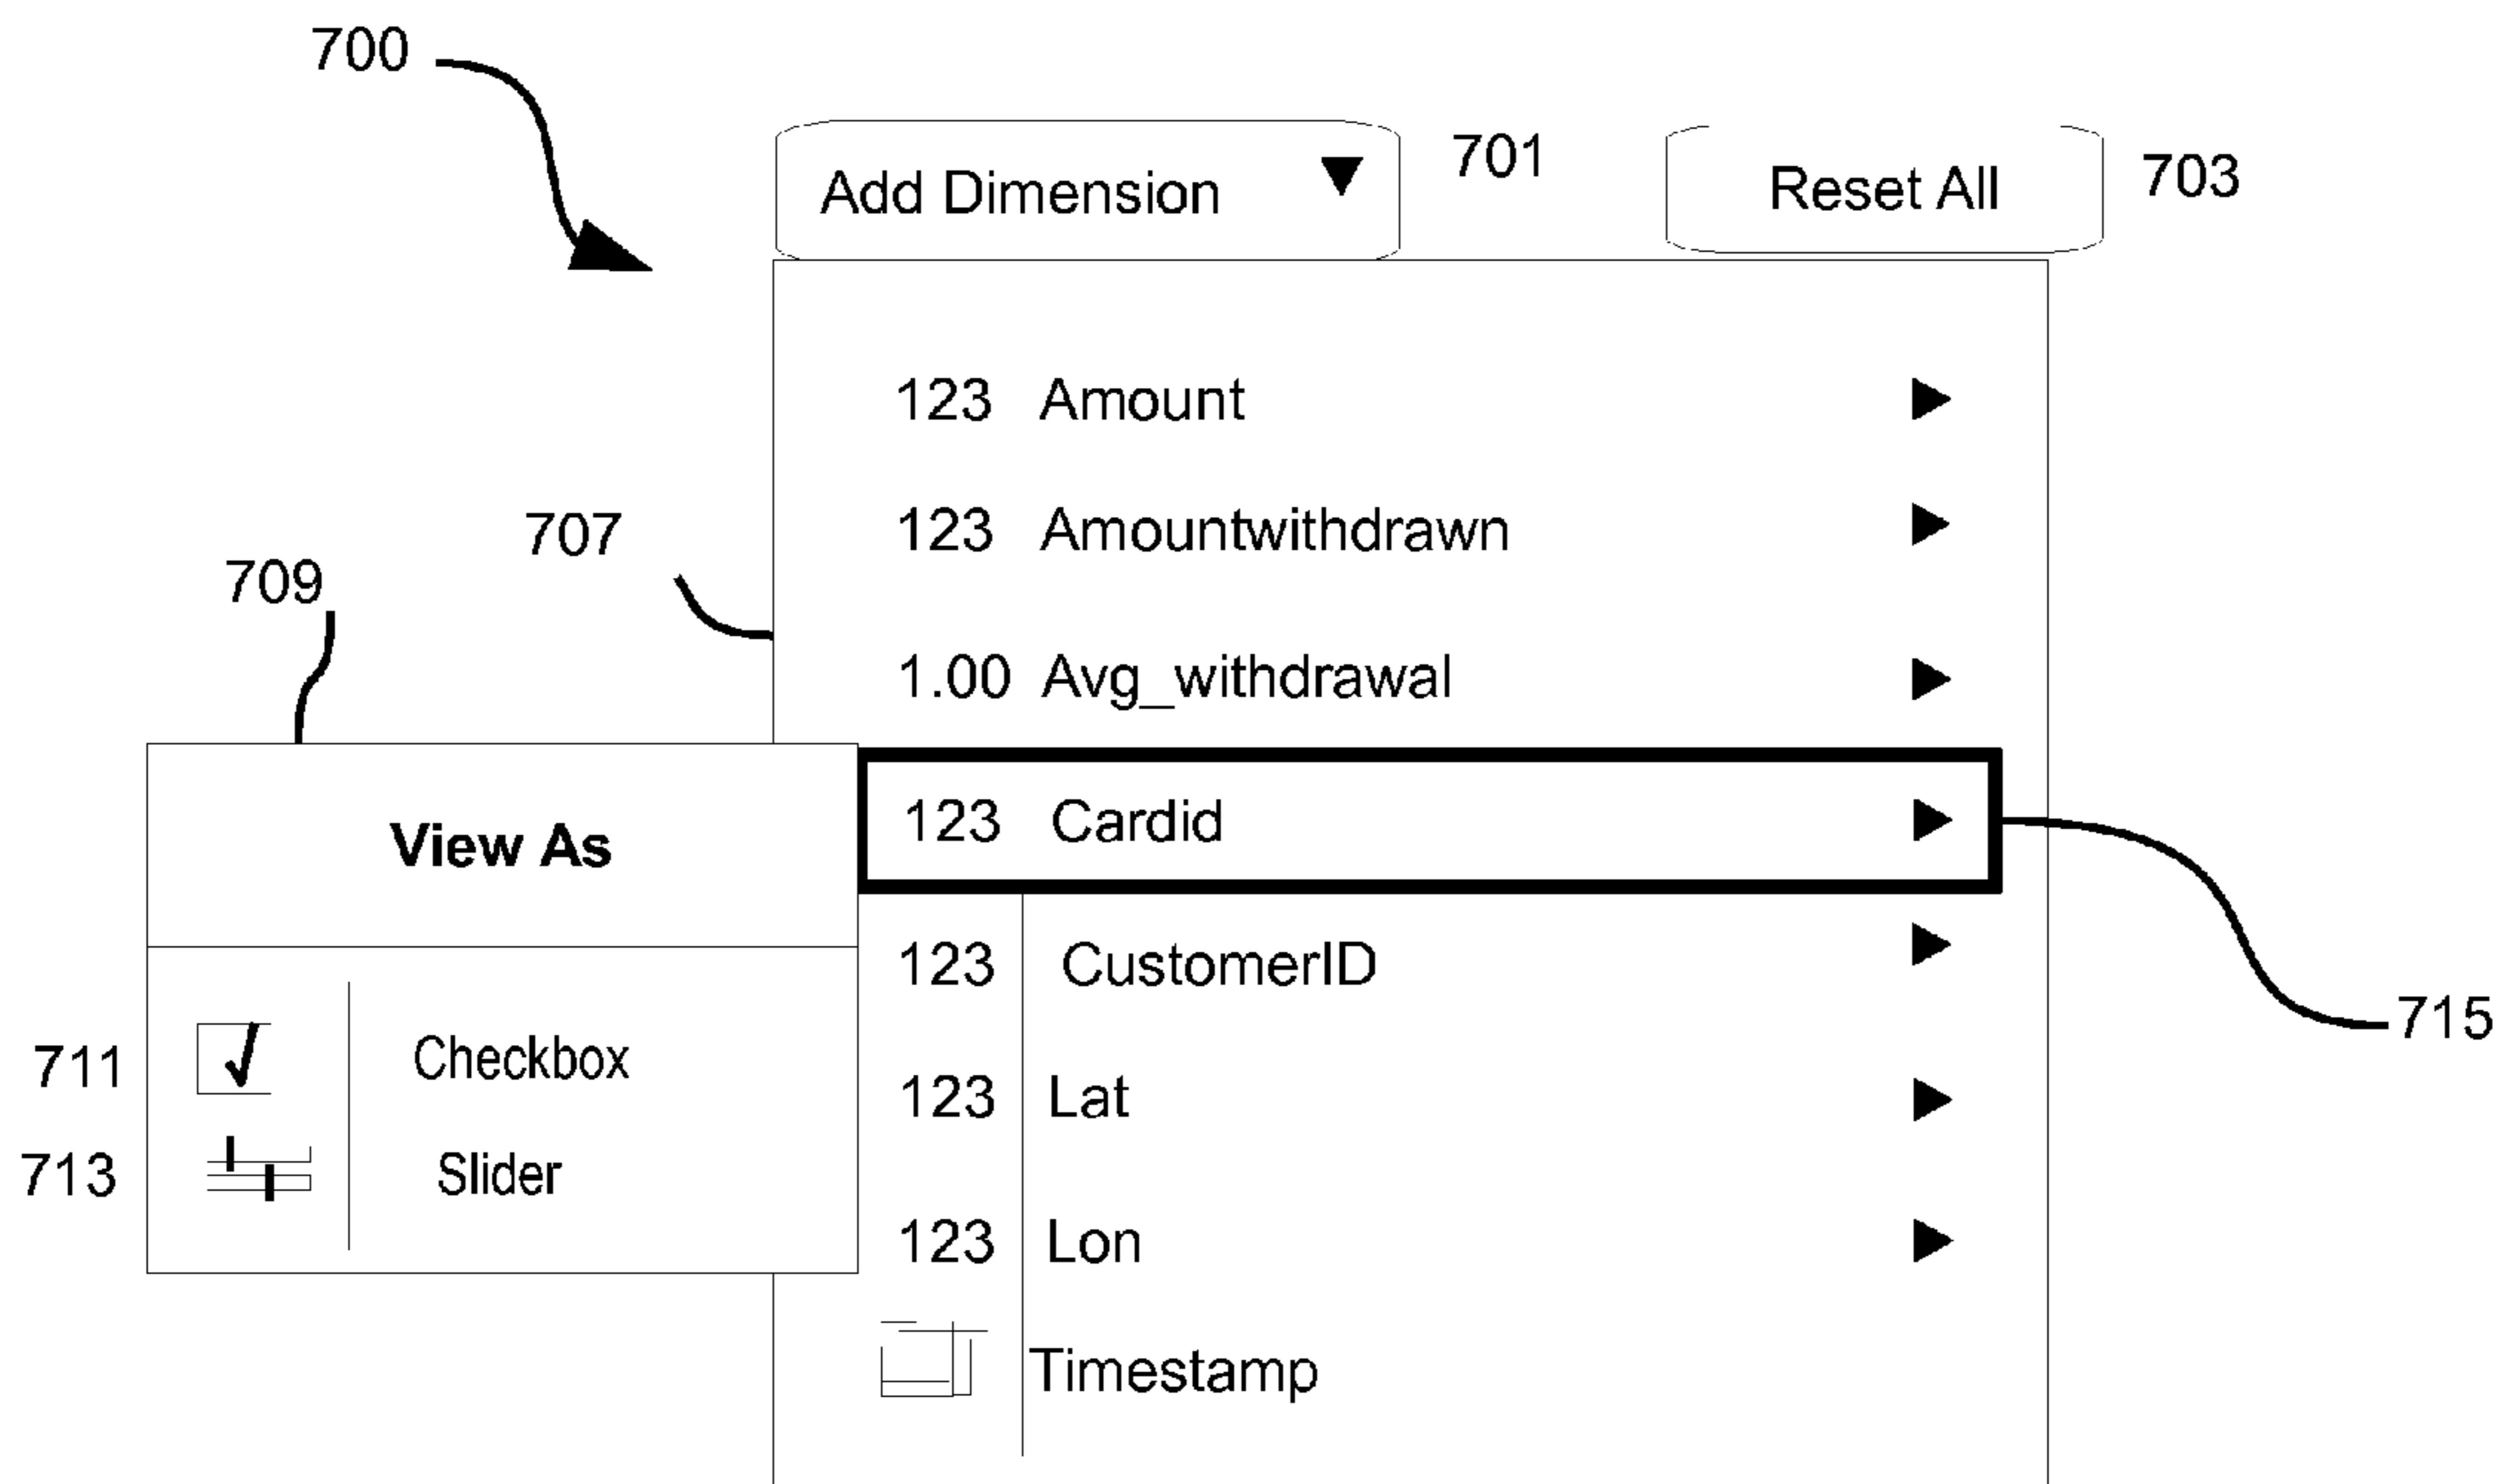 700
Add Dimension 701 Reset All 703
123 Amount
123 Amountwithdrawn
707
709
1.00 Avg_withdrawal
View As
123 Cardid
123 CustomerID
715
711 Checkbox
123 Lat
713 Slider
123 Lon
Timestamp